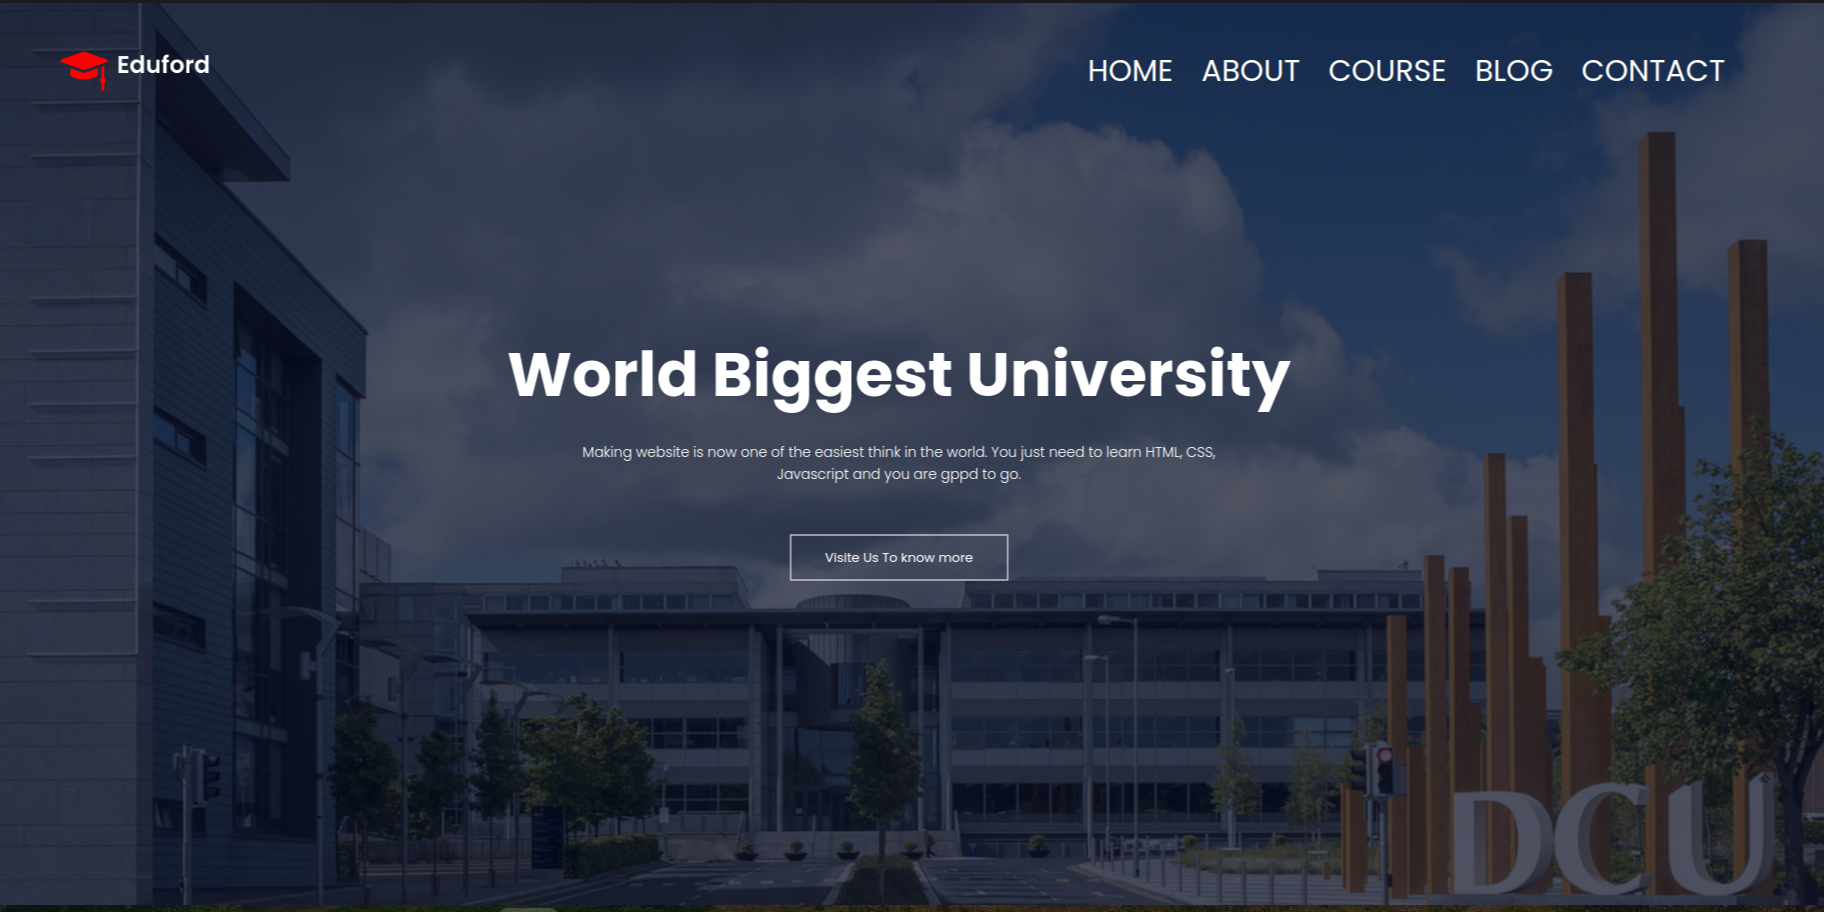 Eduford
HOME ABOUT COURSE BLOG CONTACT
World Biggest University
Making website is now one of the easiest think in the world. You just need to learn HTML, CSS,
Javascript and you are gppd to go.
Visite Us To know more
DCU